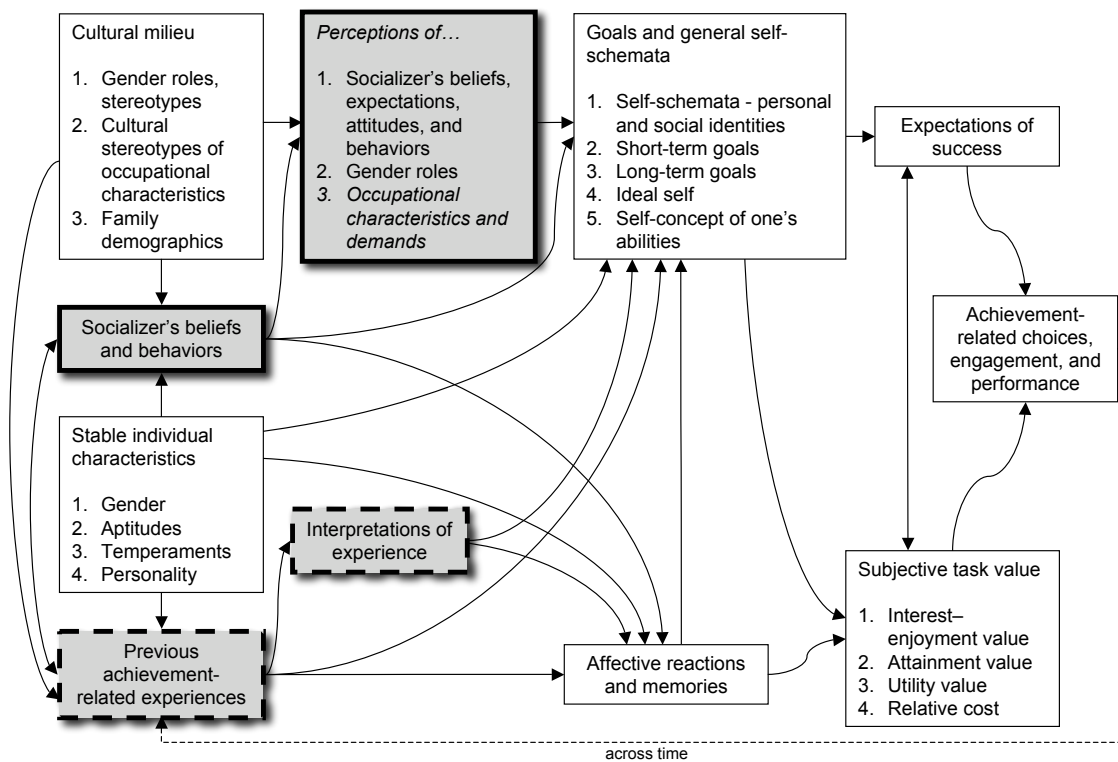 Cultural milieu
1. Gender roles,
stereotypes
2. Cultural
stereotypes of
occupational
characteristics
3. Family
demographics
Perceptions of…
1. Socializer’s beliefs,
expectations,
attitudes, and
behaviors
2. Gender roles
3. Occupational
characteristics and
demands
Goals and general self-
schemata
1. Self-schemata - personal
and social identities
2. Short-term goals
3. Long-term goals
4. Ideal self
5. Self-concept of one’s
abilities
Expectations of
success
Socializer’s beliefs
and behaviors
Achievement-
related choices,
engagement, and
performance
Stable individual
characteristics
1. Gender
2. Aptitudes
3. Temperaments
4. Personality
Interpretations of
experience
Subjective task value
1. Interest–
enjoyment value
2. Attainment value
3. Utility value
4. Relative cost
Previous
achievement-
related experiences
Affective reactions
and memories
across time